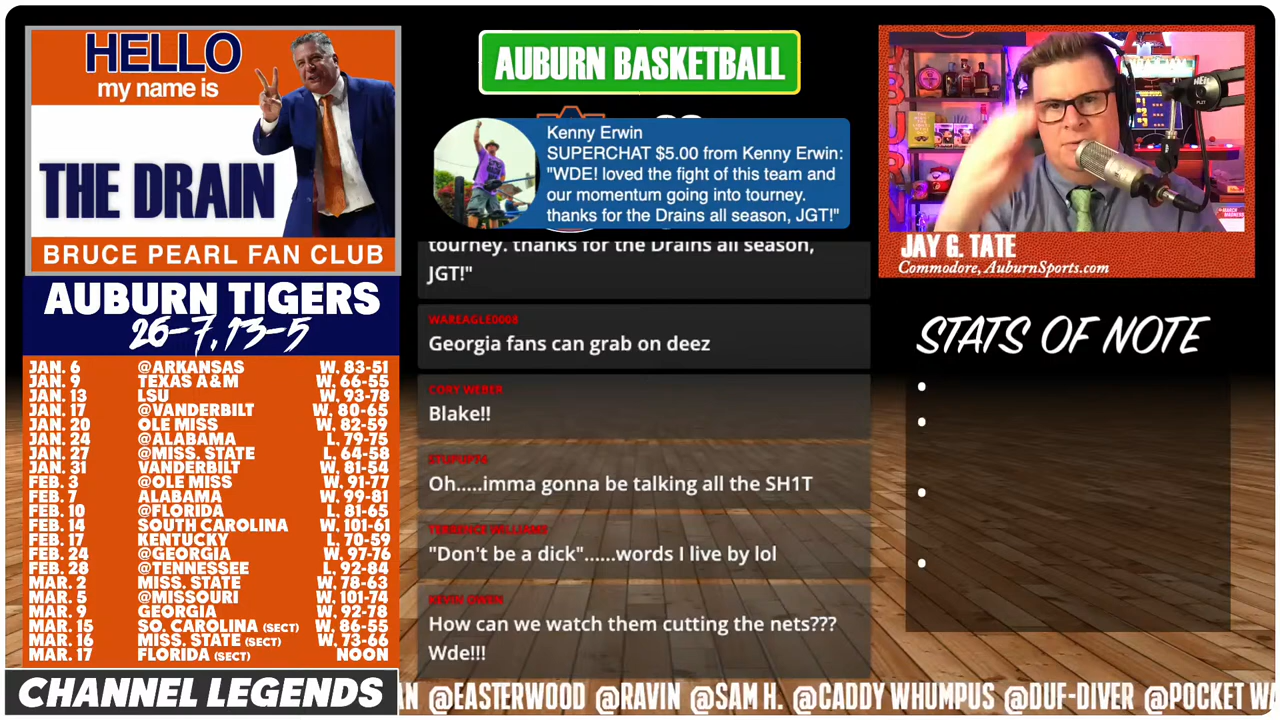 HELLO
my name is
THE DRAIN
BRUCE PEARL FAN CLUB
AUBURN TIGERS
26-7, 13-5
JAN. 6 @ARKANSAS W, 83-51
JAN. 9 TEXAS A&M W, 66-55
JAN. 13 LSU W, 93-78
JAN. 17 @VANDERBILT W, 80-65
JAN. 20 OLE MISS W, 82-59
JAN. 24 @ALABAMA L, 79-75
JAN. 27 @MISS. STATE L, 64-58
JAN. 31 VANDERBILT W, 81-54
FEB. 3 @OLE MISS W, 91-77
FEB. 7 ALABAMA W, 99-81
FEB. 10 @FLORIDA L, 81-65
FEB. 14 SOUTH CAROLINA W, 101-61
FEB. 17 KENTUCKY L, 70-59
FEB. 24 @GEORGIA W, 97-76
FEB. 28 @TENNESSEE L, 92-84
MAR. 2 MISS. STATE W, 78-63
MAR. 5 @MISSOURI W, 101-74
MAR. 9 GEORGIA W, 92-78
MAR. 15 SO. CAROLINA (SECT) W, 86-55
MAR. 16 MISS. STATE (SECT) W, 73-66
MAR. 17 FLORIDA (SECT) NOON
CHANNEL LEGENDS
AUBURN BASKETBALL
Kenny Erwin
SUPERCHAT $5.00 from Kenny Erwin:
"WDE! loved the fight of this team and
our momentum going into tourney.
thanks for the Drains all season, JGT!"
tourney. thanks for the Drains all season,
JGT!"
WAREAGLE0008
Georgia fans can grab on deez
CORY WEBER
Blake!!
Oh.....imma gonna be talking all the SH1T
TERRENCE WILLIAMS
"Don't be a dick"......words I live by lol
KEVIN OWEN
How can we watch them cutting the nets???
Wde!!!
JAY G. TATE
Commodore, AuburnSports.com
STATS OF NOTE
AN @EASTERWOOD @RAVIN @SAM H. @CADDY WHUMPUS @DUF-DIVER @POCKET WA